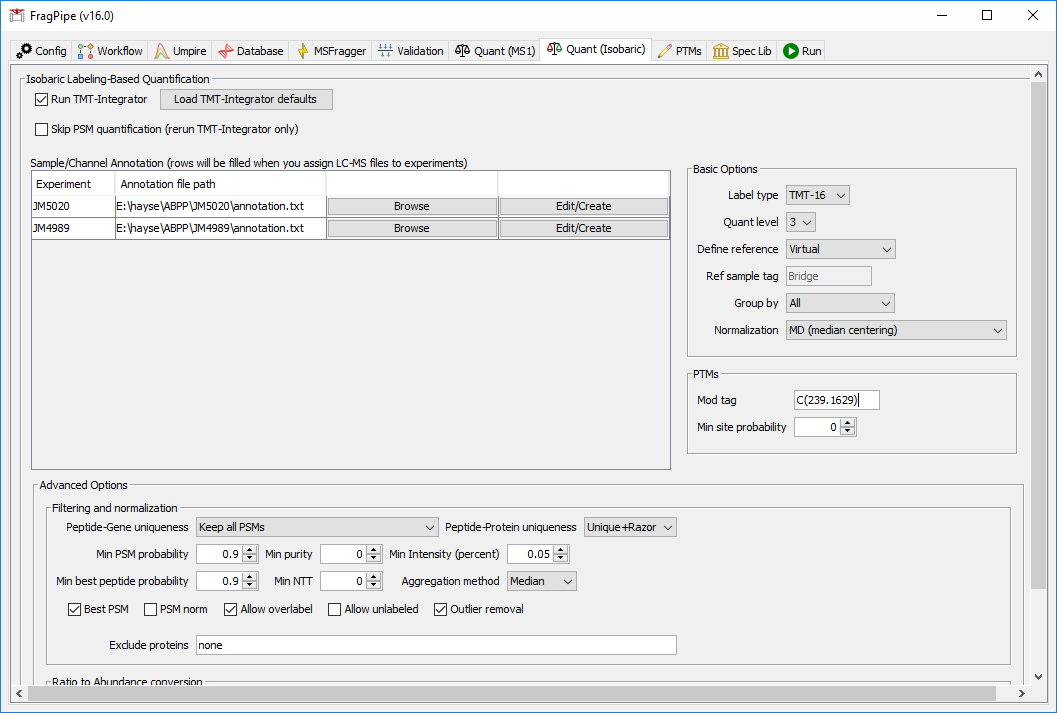 FragPipe (v16.0)
Config Workflow Umpire Database MSFragger Validation Quant (MS1) Quant (Isobaric) PTMs Spec Lib Run
Isobaric Labeling-Based Quantification
Run TMT-Integrator Load TMT-Integrator defaults
Skip PSM quantification (rerun TMT-Integrator only)
Sample/Channel Annotation (rows will be filled when you assign LC-MS files to experiments)
Experiment Annotation file path
JM5020 E:\hayse\ABPP\JM5020\annotation.txt Browse Edit/Create
JM4989 E:\hayse\ABPP\JM4989\annotation.txt Browse Edit/Create
Basic Options
Label type TMT-16
Quant level 3
Define reference Virtual
Ref sample tag Bridge
Group by All
Normalization MD (median centering)
PTMs
Mod tag C(239.1629)
Min site probability 0
Advanced Options
Filtering and normalization
Peptide-Gene uniqueness Keep all PSMs Peptide-Protein uniqueness Unique+Razor
Min PSM probability 0.9 Min purity 0 Min Intensity (percent) 0.05
Min best peptide probability 0.9 Min NTT 0 Aggregation method Median
Best PSM PSM norm Allow overlabel Allow unlabeled Outlier removal
Exclude proteins none
Ratio to Abundance conversion